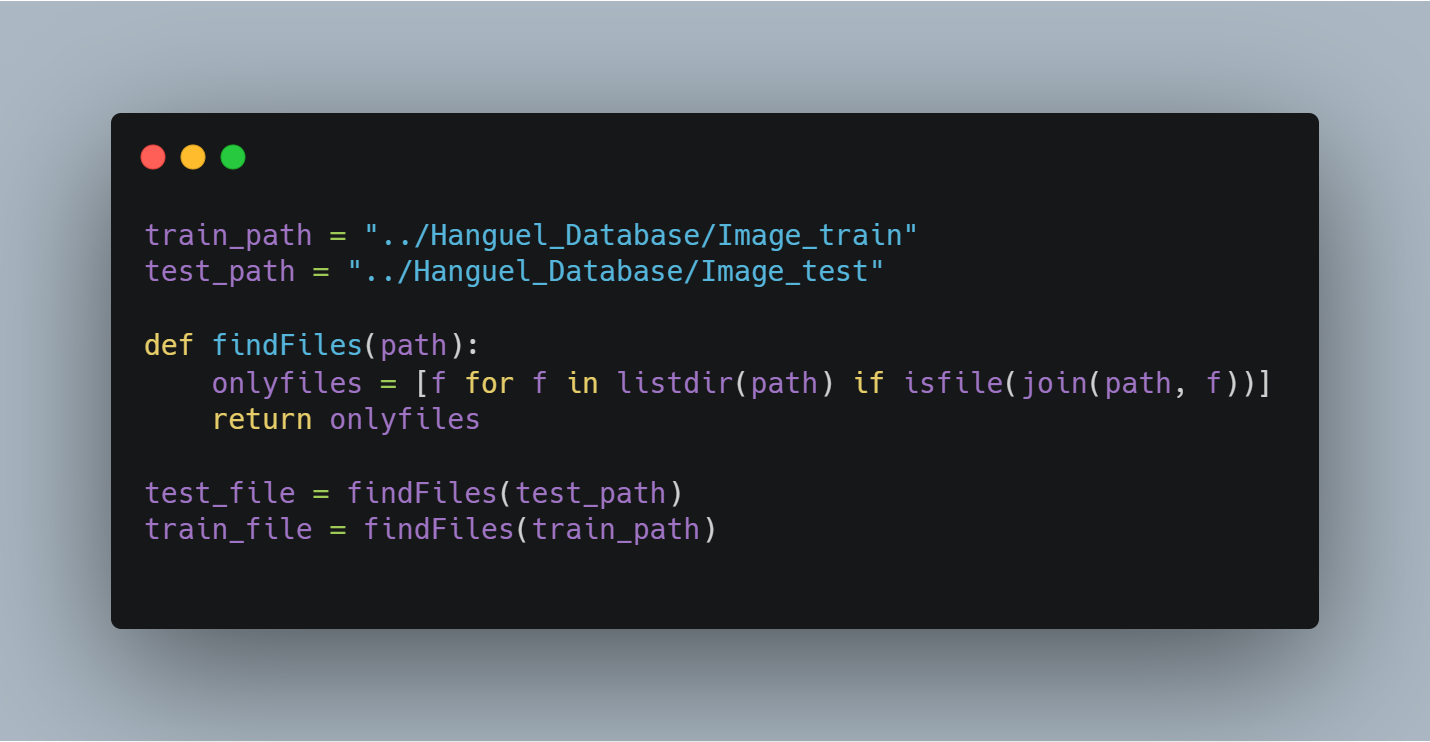 train_path = "../Hanguel_Database/Image_train"
test_path = "../Hanguel_Database/Image_test"

def findFiles(path):
    onlyfiles = [f for f in listdir(path) if isfile(join(path, f))]
    return onlyfiles

test_file = findFiles(test_path)
train_file = findFiles(train_path)